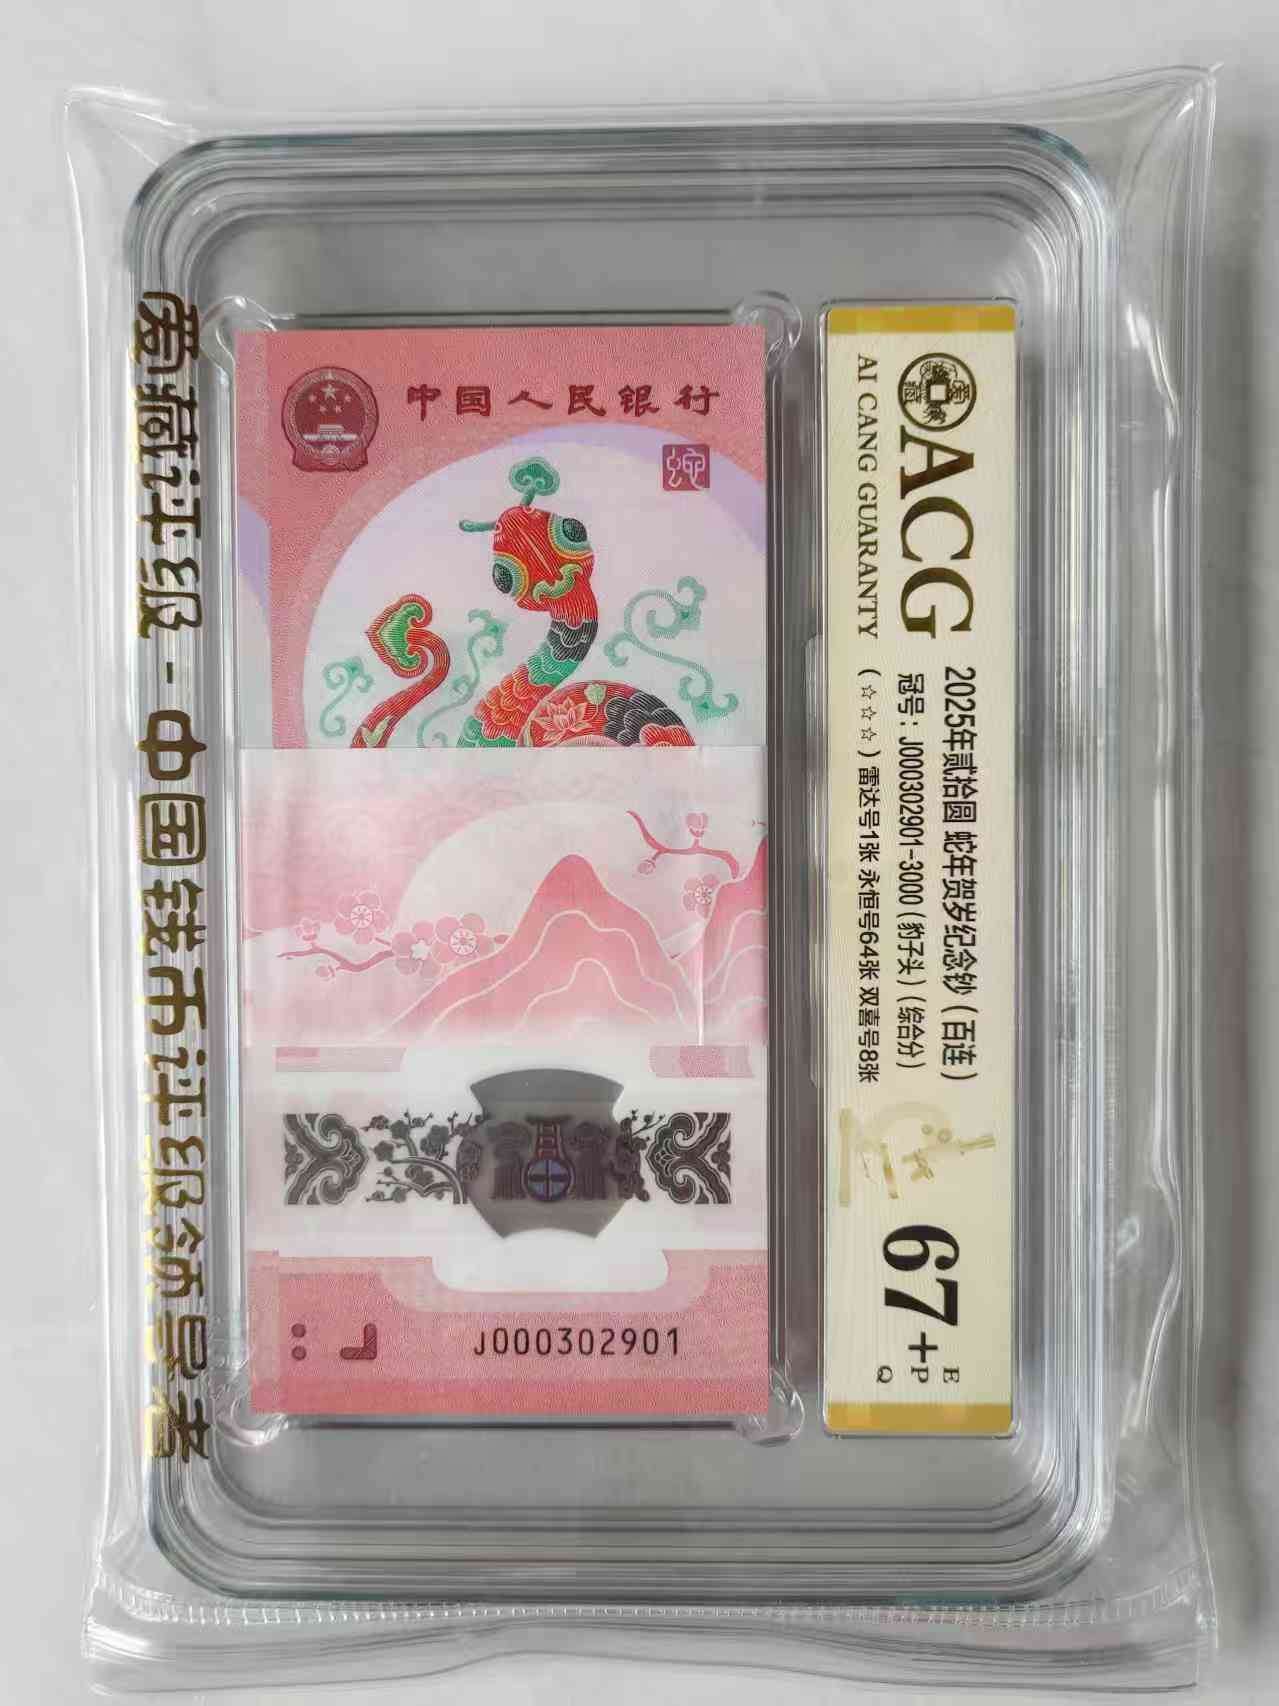 爱藏评级 - 中国钱币评级领导者
中国人民银行
蛇
J000302901
ACG
AI CANG GUARANTY
2025年贰拾圆 蛇年贺岁纪念钞 (百连)
冠号: J000302901-3000 (豹子头) (综合分)
(☆☆☆) 雷达号1张 永恒号64张 双喜号8张
67+
E
P
Q